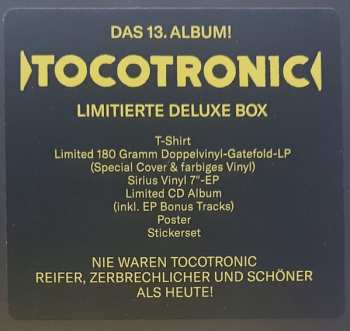 DAS 13. ALBUM!
TOCOTRONIC
LIMITIERTE DELUXE BOX
T-Shirt
Limited 180 Gramm Doppelvinyl-Gatefold-LP
(Special Cover & farbiges Vinyl)
Sirius Vinyl 7"-EP
Limited CD Album
(inkl. EP Bonus Tracks)
Poster
Stickerset
NIE WAREN TOCOTRONIC
REIFER, ZERBRECHLICHER UND SCHÖNER
ALS HEUTE!